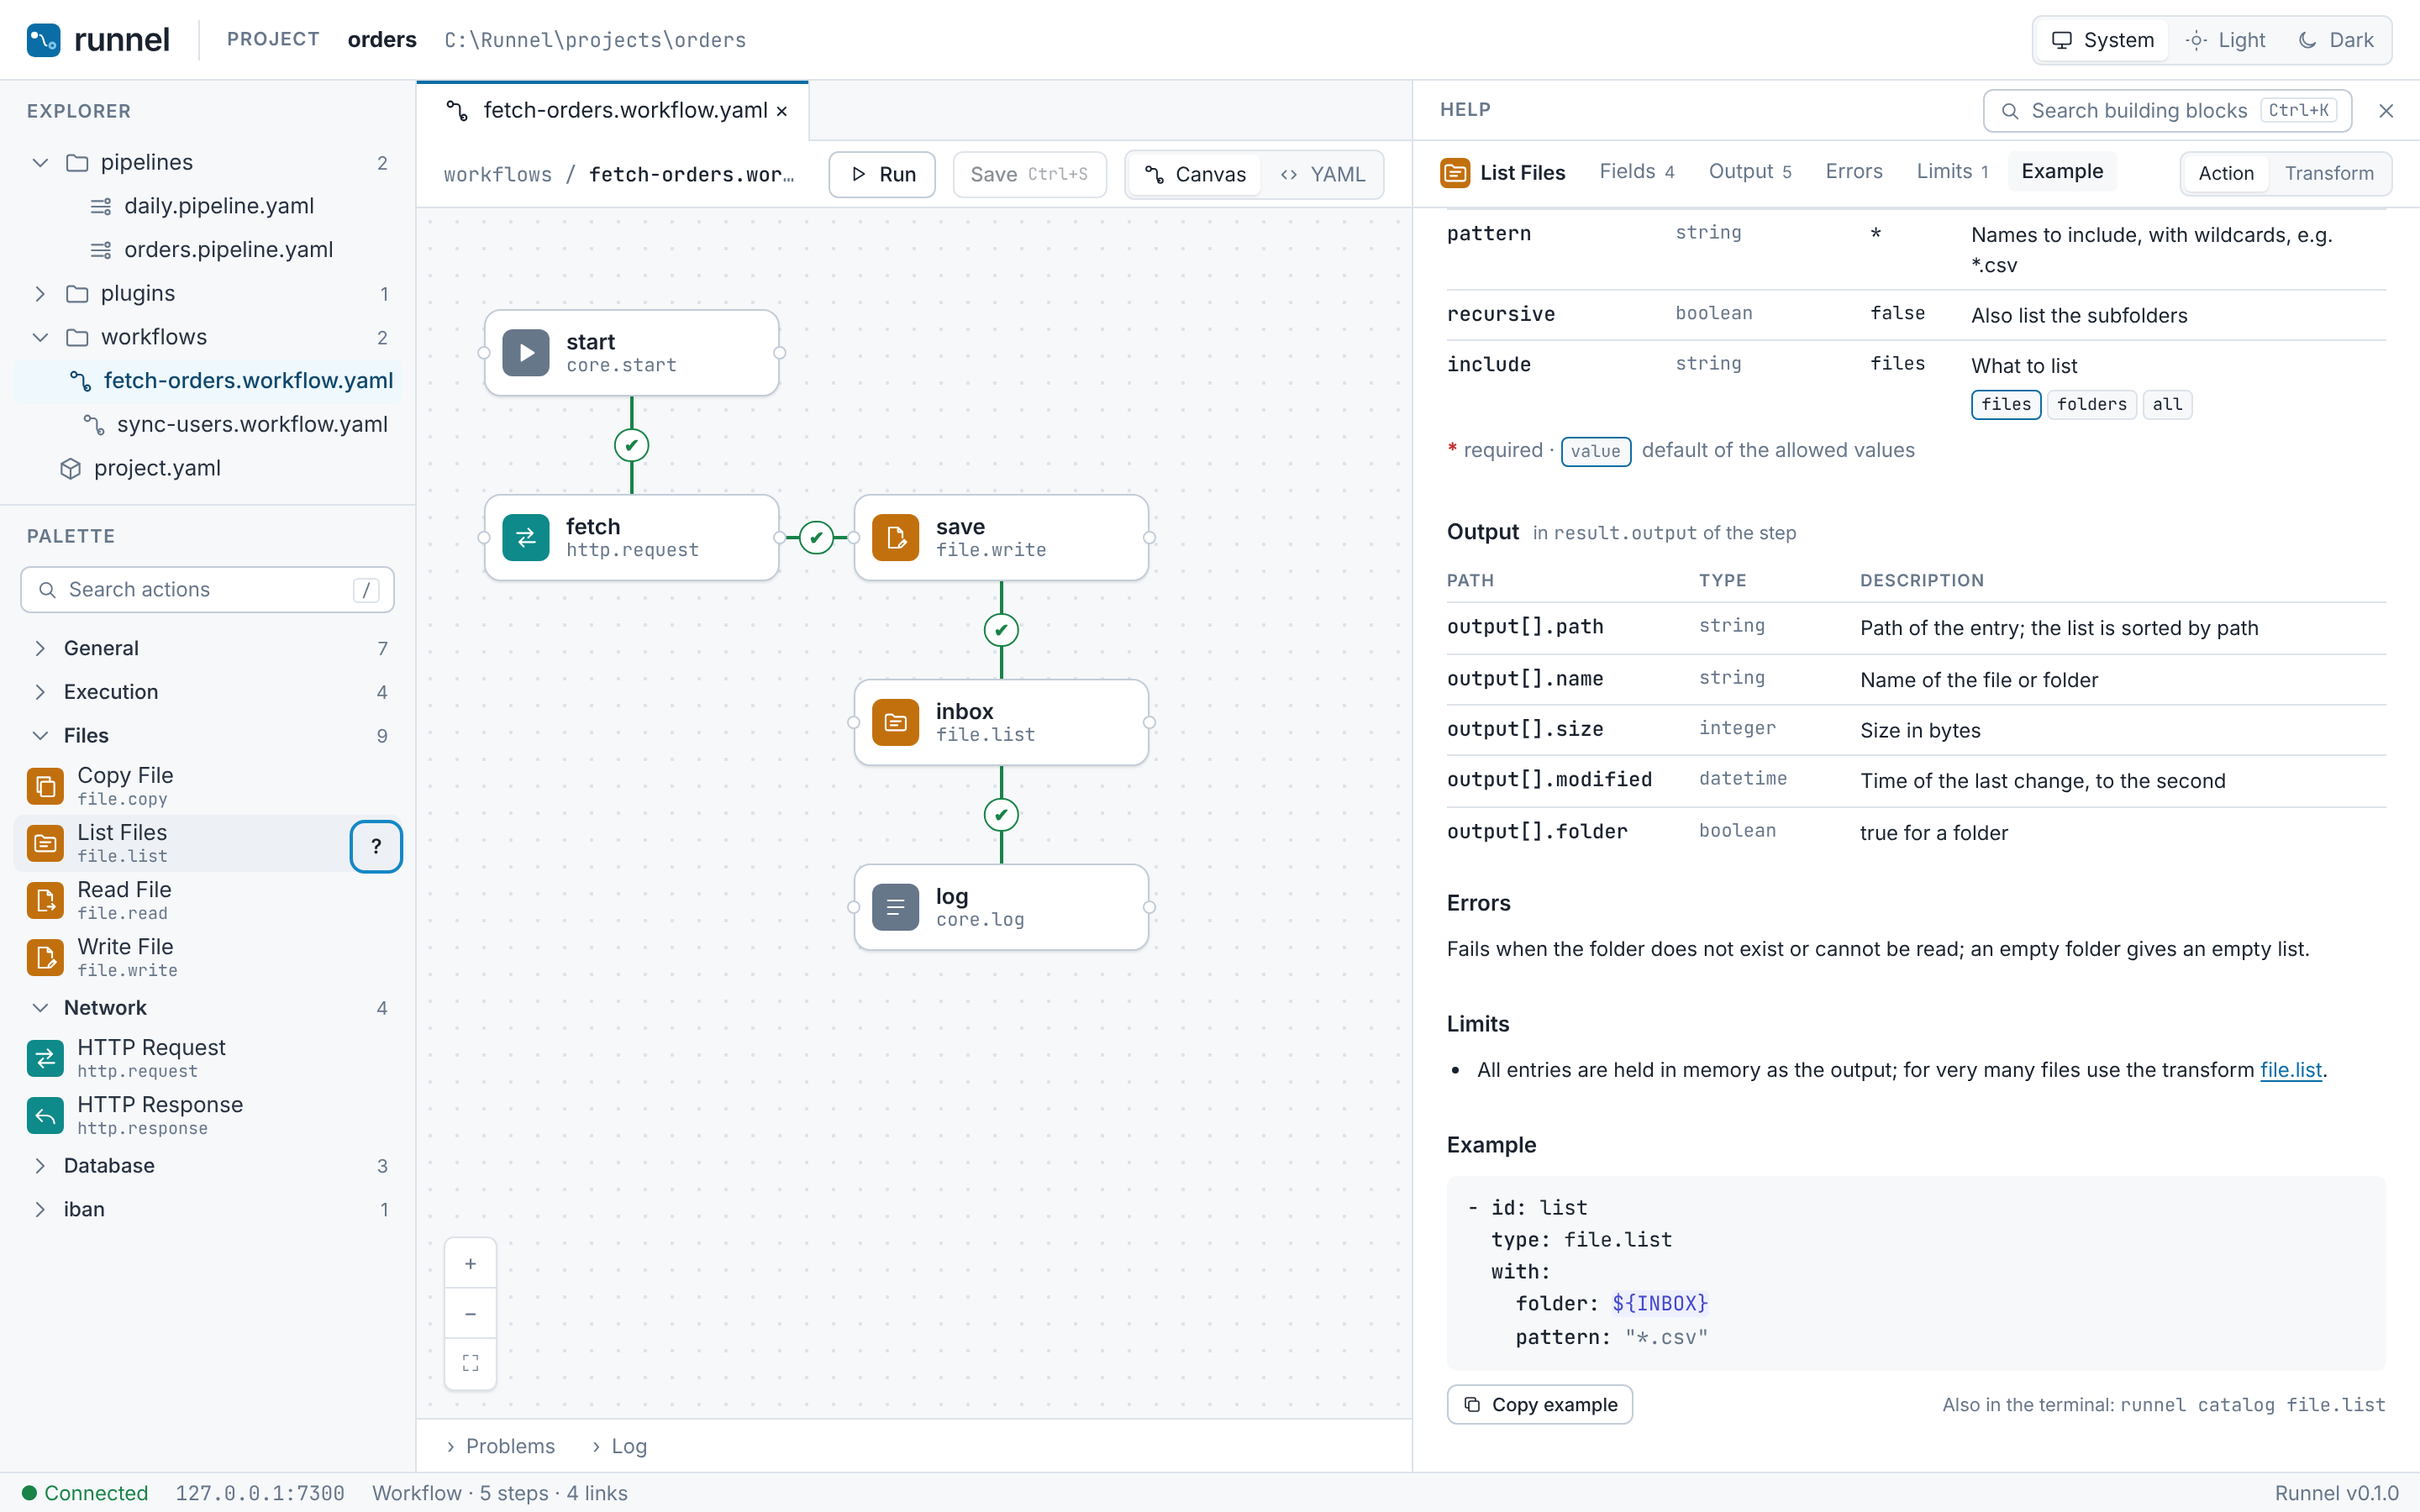 runnel PROJECT orders C:\Runnel\projects\orders System Light Dark
EXPLORER
pipelines 2
daily.pipeline.yaml
orders.pipeline.yaml
plugins 1
workflows 2
fetch-orders.workflow.yaml
sync-users.workflow.yaml
project.yaml
PALETTE
Search actions /
General 7
Execution 4
Files 9
Copy File
file.copy
List Files
file.list
?
Read File
file.read
Write File
file.write
Network 4
HTTP Request
http.request
HTTP Response
http.response
Database 3
iban 1
fetch-orders.workflow.yaml ×
workflows / fetch-orders.wor… Run Save Ctrl+S Canvas <> YAML
start
core.start
fetch
http.request
save
file.write
inbox
file.list
log
core.log
+
−
Problems Log
HELP Search building blocks Ctrl+K ×
List Files Fields 4 Output 5 Errors Limits 1 Example Action Transform
pattern string * Names to include, with wildcards, e.g.
*.csv
recursive boolean false Also list the subfolders
include string files What to list
files folders all
* required · value default of the allowed values
Output in result.output of the step
PATH TYPE DESCRIPTION
output[].path string Path of the entry; the list is sorted by path
output[].name string Name of the file or folder
output[].size integer Size in bytes
output[].modified datetime Time of the last change, to the second
output[].folder boolean true for a folder
Errors
Fails when the folder does not exist or cannot be read; an empty folder gives an empty list.
Limits
• All entries are held in memory as the output; for very many files use the transform file.list.
Example
- id: list
type: file.list
with:
folder: ${INBOX}
pattern: "*.csv"
Copy example Also in the terminal: runnel catalog file.list
Connected 127.0.0.1:7300 Workflow · 5 steps · 4 links Runnel v0.1.0